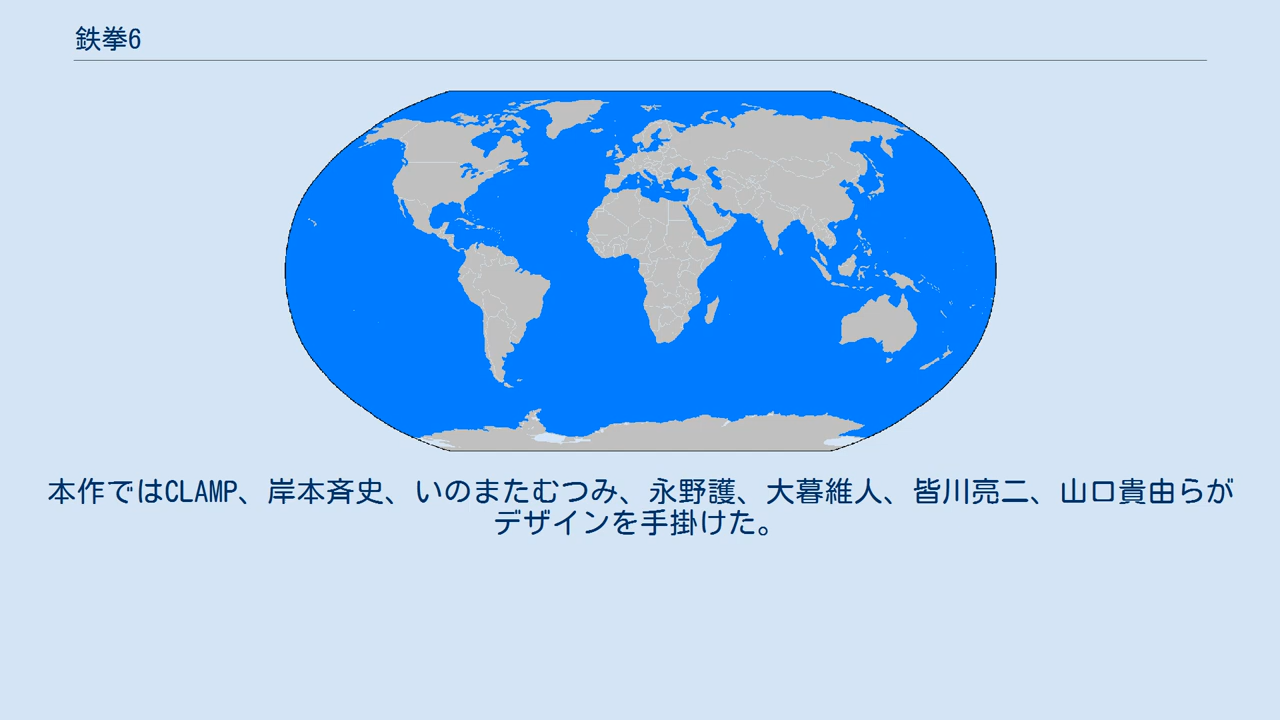 鉄拳6
本作ではCLAMP、岸本斉史、いのまたむつみ、永野護、大暮維人、皆川亮二、山口貴由らが
デザインを手掛けた。